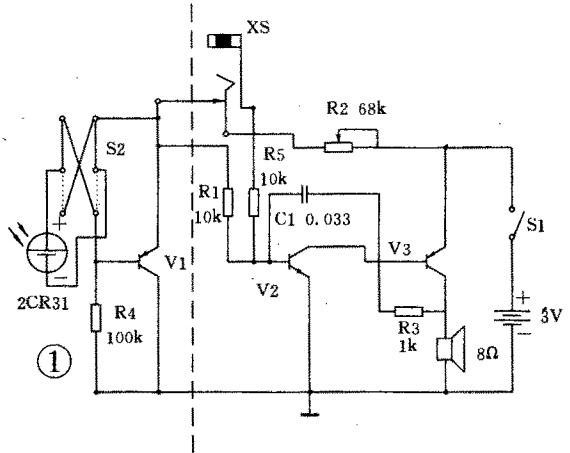 XS
R2 68k
S2
R5
10k
R1
10k
C1 0.033
S1
+
V1
V3
V2
2CR31
−
R4
100k
R3
1k
8Ω
+
3V
−
①